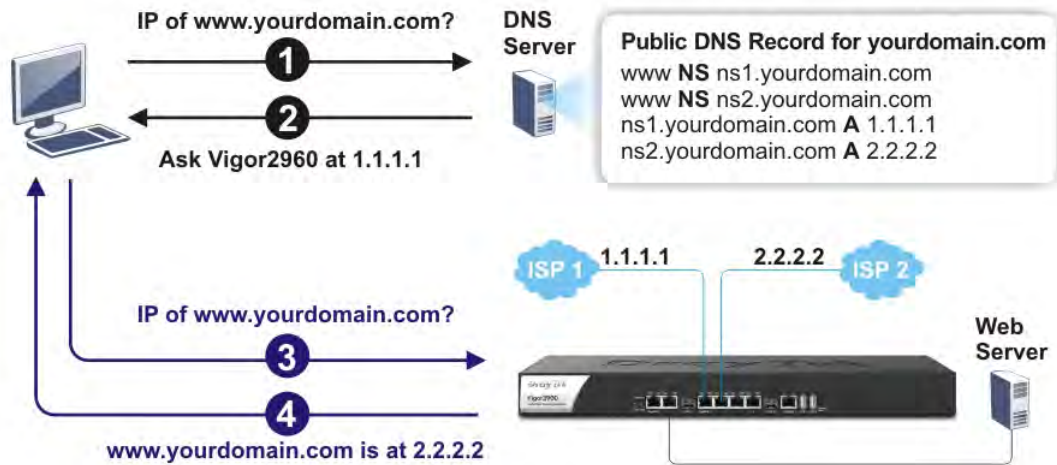 IP of www.yourdomain.com?
1
2
Ask Vigor2960 at 1.1.1.1
DNS
Server
Public DNS Record for yourdomain.com
www NS ns1.yourdomain.com
www NS ns2.yourdomain.com
ns1.yourdomain.com A 1.1.1.1
ns2.yourdomain.com A 2.2.2.2
ISP 1
1.1.1.1
2.2.2.2
ISP 2
IP of www.yourdomain.com?
3
4
www.yourdomain.com is at 2.2.2.2
Vigor2960
Web
Server